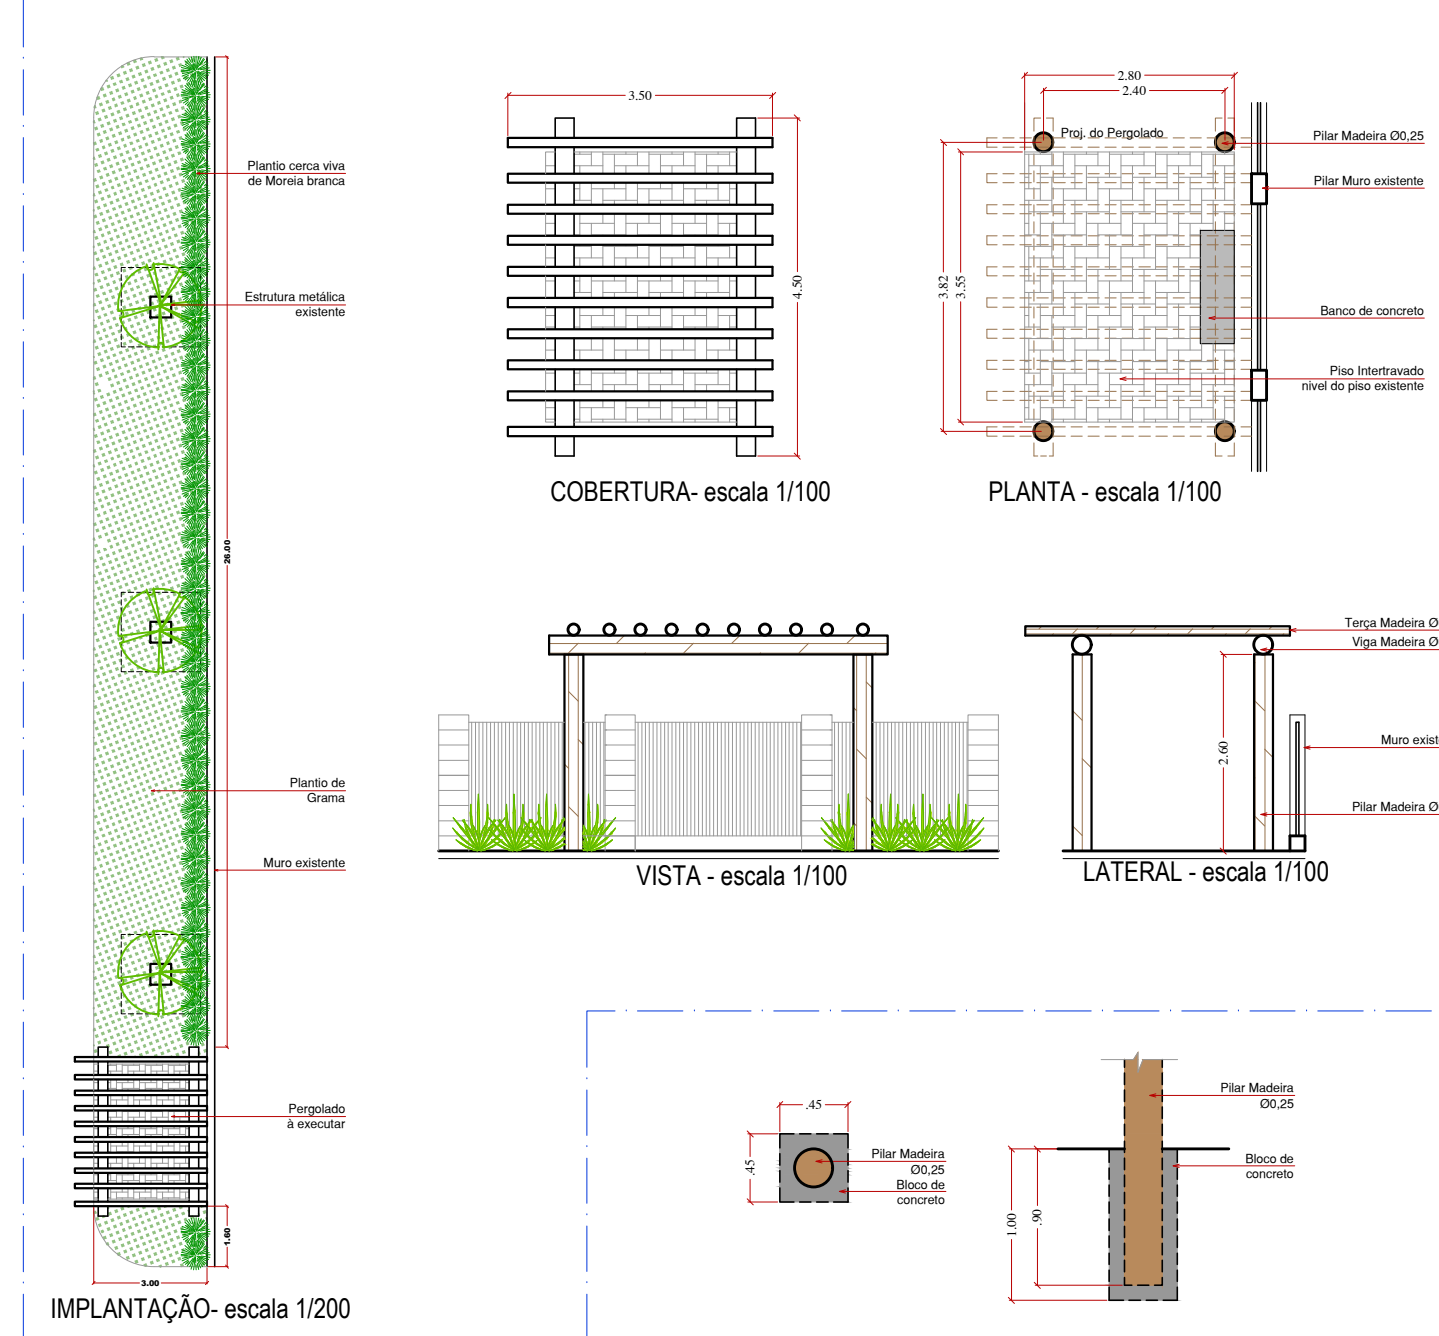 Plantio cerca viva
de Moreia branca
Estrutura metálica
existente
26.00
Plantio de
Grama
Muro existente
Pergolado
à executar
1.60
3.00
IMPLANTAÇÃO- escala 1/200
3.50
4.50
COBERTURA- escala 1/100
2.80
2.40
Proj. do Pergolado
3.82
3.55
Pilar Madeira Ø0,25
Pilar Muro existente
Banco de concreto
Piso Intertravado
nivel do piso existente
PLANTA - escala 1/100
VISTA - escala 1/100
Terça Madeira Ø
Viga Madeira Ø
2.60
Muro exist
Pilar Madeira Ø
LATERAL - escala 1/100
.45
.45
Pilar Madeira
Ø0,25
Bloco de
concreto
Pilar Madeira
Ø0,25
Bloco de
concreto
1.00
.90